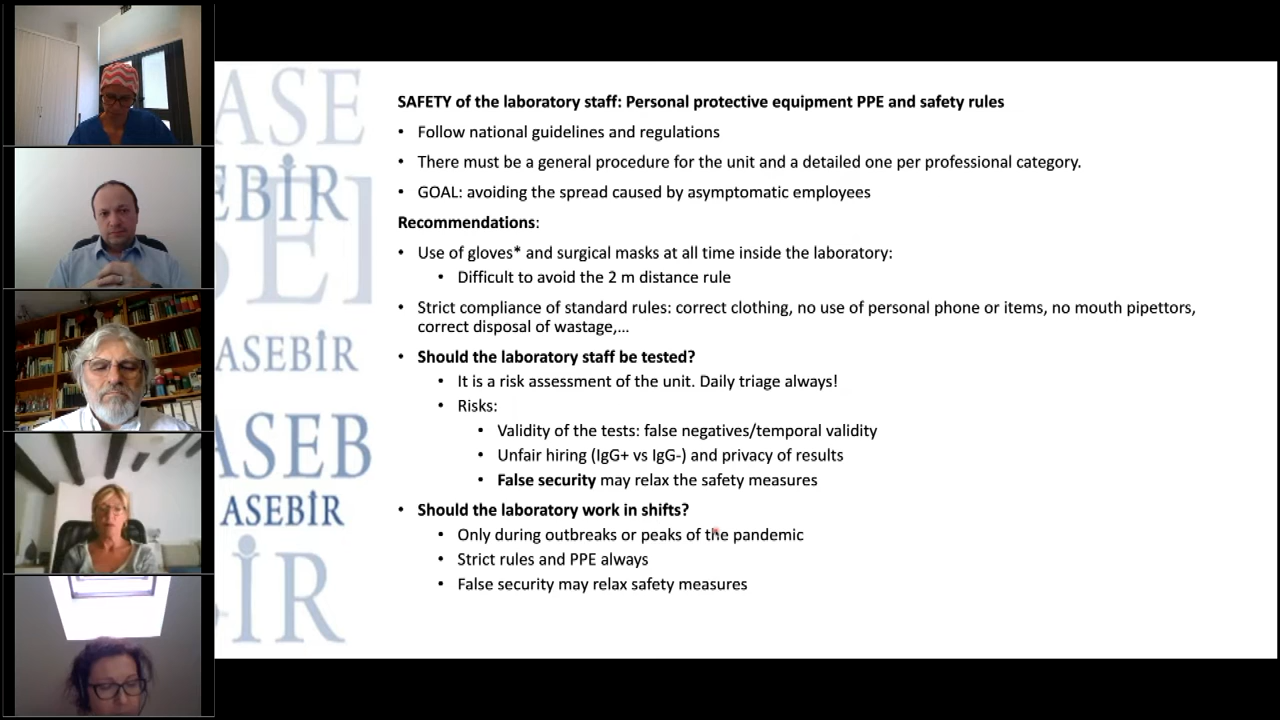 SAFETY of the laboratory staff: Personal protective equipment PPE and safety rules
• Follow national guidelines and regulations
• There must be a general procedure for the unit and a detailed one per professional category.
• GOAL: avoiding the spread caused by asymptomatic employees
Recommendations:
• Use of gloves* and surgical masks at all time inside the laboratory:
• Difficult to avoid the 2 m distance rule
• Strict compliance of standard rules: correct clothing, no use of personal phone or items, no mouth pipettors,
correct disposal of wastage,...
• Should the laboratory staff be tested?
• It is a risk assessment of the unit. Daily triage always!
• Risks:
• Validity of the tests: false negatives/temporal validity
• Unfair hiring (IgG+ vs IgG-) and privacy of results
• False security may relax the safety measures
• Should the laboratory work in shifts?
• Only during outbreaks or peaks of the pandemic
• Strict rules and PPE always
• False security may relax safety measures
ASE
EBİR
SEI
ASEBİR
ASEB
ASEBİR
BİR